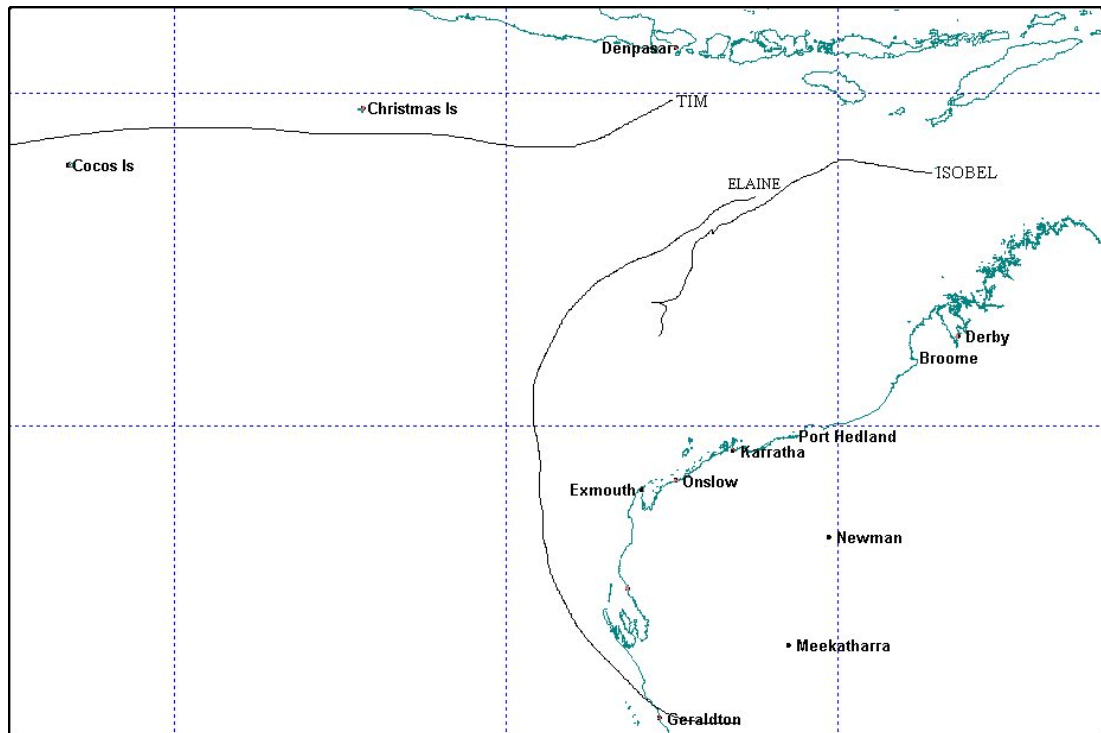 Denpasar
TIM
Christmas Is
Cocos Is
ISOBEL
ELAINE
Derby
Broome
Port Hedland
Karratha
Onslow
Exmouth
Newman
Meekatharra
Geraldton